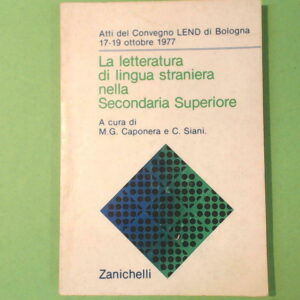 Atti del Convegno LEND di Bologna
17-19 ottobre 1977
La letteratura
di lingua straniera
nella
Secondaria Superiore
A cura di
M.G. Caponera e C. Siani.
Zanichelli